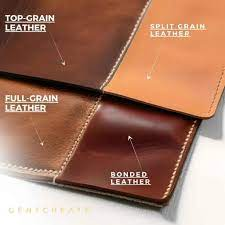 TOP-GRAIN
LEATHER
SPLIT GRAIN
LEATHER
FULL-GRAIN
LEATHER
BONDED
LEATHER